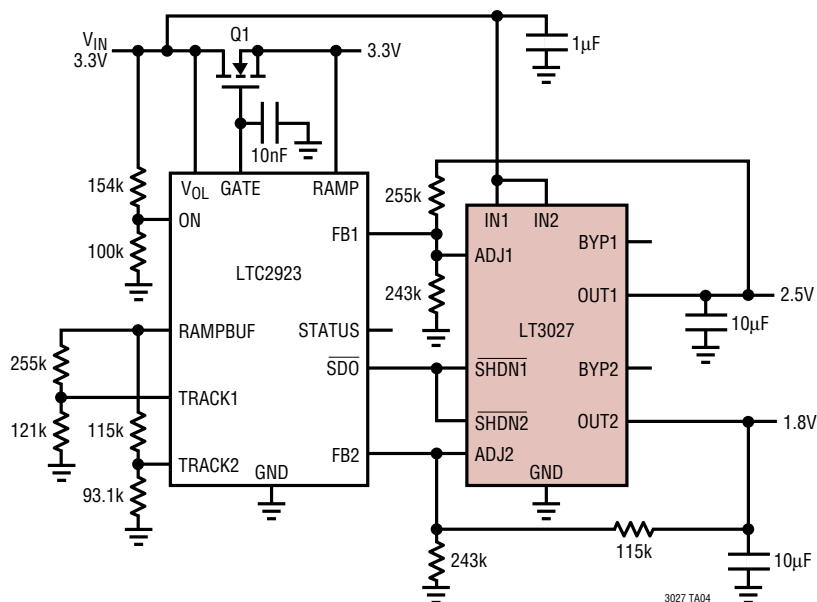 VIN
3.3V
Q1
3.3V
1µF
10nF
154k
VOL
GATE
RAMP
ON
100k
FB1
LTC2923
255k
243k
IN1
IN2
ADJ1
BYP1
OUT1
2.5V
10µF
LT3027
RAMPBUF
STATUS
SDO
SHDN1
SHDN2
BYP2
OUT2
1.8V
255k
TRACK1
121k
115k
TRACK2
93.1k
GND
FB2
ADJ2
GND
243k
115k
10µF
3027 TA04